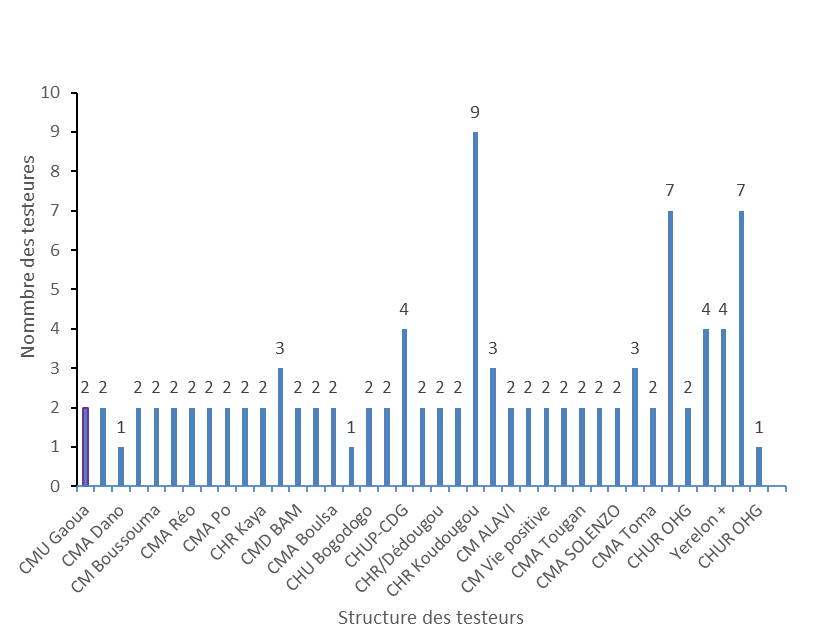 10
9
8
7
6
5
4
3
2
1
0
Nommbre des testeures
2 2 1 2 2 2 2 2 2 2 2 3 2 2 2 1 2 2 4 2 2 2 9 3 2 2 2 2 2 2 2 3 2 7 2 4 4 7 1
CMU Gaoua
CMA Dano
CM Boussouma
CMA Réo
CMA Po
CHR Kaya
CMD BAM
CMA Boulsa
CHU Bogodogo
CHUP-CDG
CHR/Dédougou
CHR Koudougou
CM ALAVI
CM Vie positive
CMA Tougan
CMA SOLENZO
CMA Toma
CHUR OHG
Yerelon +
CHUR OHG
Structure des testeurs